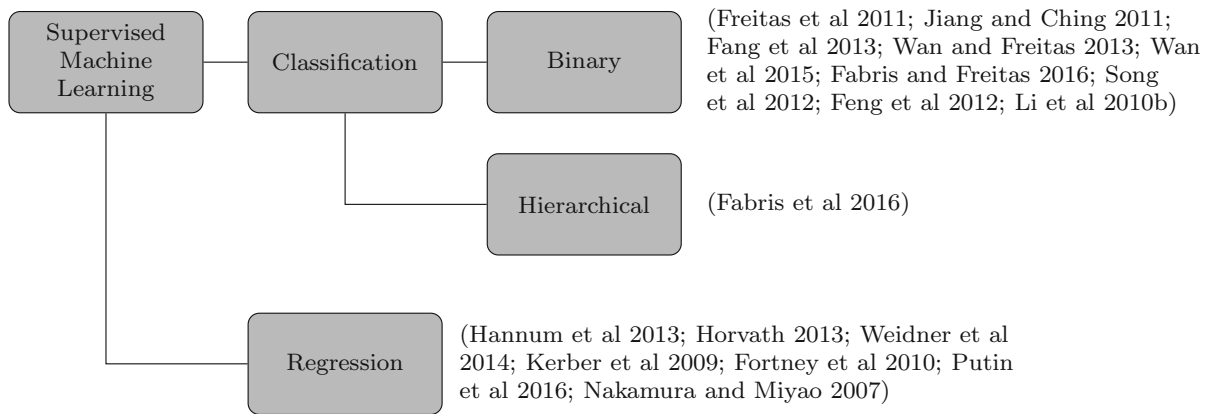 Supervised
Machine
Learning
Classification
Binary
(Freitas et al 2011; Jiang and Ching 2011;
Fang et al 2013; Wan and Freitas 2013; Wan
et al 2015; Fabris and Freitas 2016; Song
et al 2012; Feng et al 2012; Li et al 2010b)
Hierarchical
(Fabris et al 2016)
Regression
(Hannum et al 2013; Horvath 2013; Weidner et al
2014; Kerber et al 2009; Fortney et al 2010; Putin
et al 2016; Nakamura and Miyao 2007)